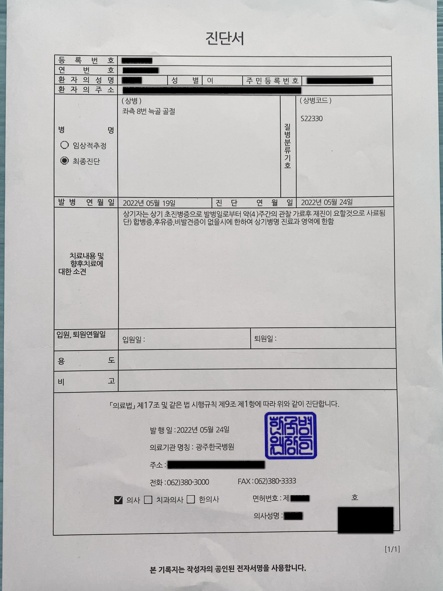 진단서
등 록 번 호
연 번 호
환 자 의 성 명 성 별 여 주 민 등 록 번 호
환 자 의 주 소
병 명
○ 임상적추정
◉ 최종진단
(상병)
좌측 8번 늑골 골절
질병분류기호
(상병코드)
S22330
발 병 연 월 일 2022년 05월 19일 진 단 연 월 일 2022년 05월 24일
치료내용 및
향후치료에
대한 소견
상기자는 상기 초진병증으로 발병일로부터 약(4)주간의 관찰 가료후 재진이 요할것으로 사료됨
단) 합병증,후유증,비발견증이 없을시에 한하여 상기병명 진료과 영역에 한함
입원, 퇴원연월일 입원일 : 퇴원일 :
용 도
비 고
「의료법」 제17조 및 같은 법 시행규칙 제9조 제1항에 따라 위와 같이 진단합니다.
발 행 일 : 2022년 05월 24일
의료기관 명칭 : 광주한국병원
주소 :
전화 : 062)380-3000 FAX : 062)380-3333
☑ 의사 □ 치과의사 □ 한의사 면허번호 : 제 호
의사성명 :
[1/1]
본 기록지는 작성자의 공인된 전자서명을 사용합니다.